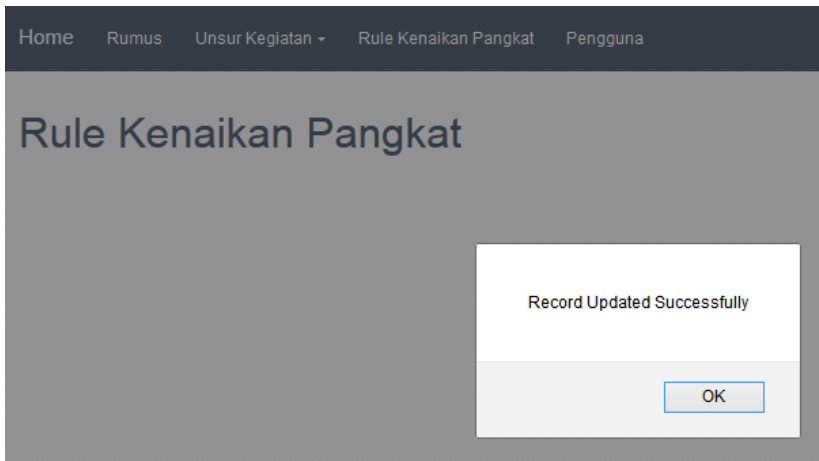 Home Rumus Unsur Kegiatan Rule Kenaikan Pangkat Pengguna
Rule Kenaikan Pangkat
Record Updated Successfully
OK